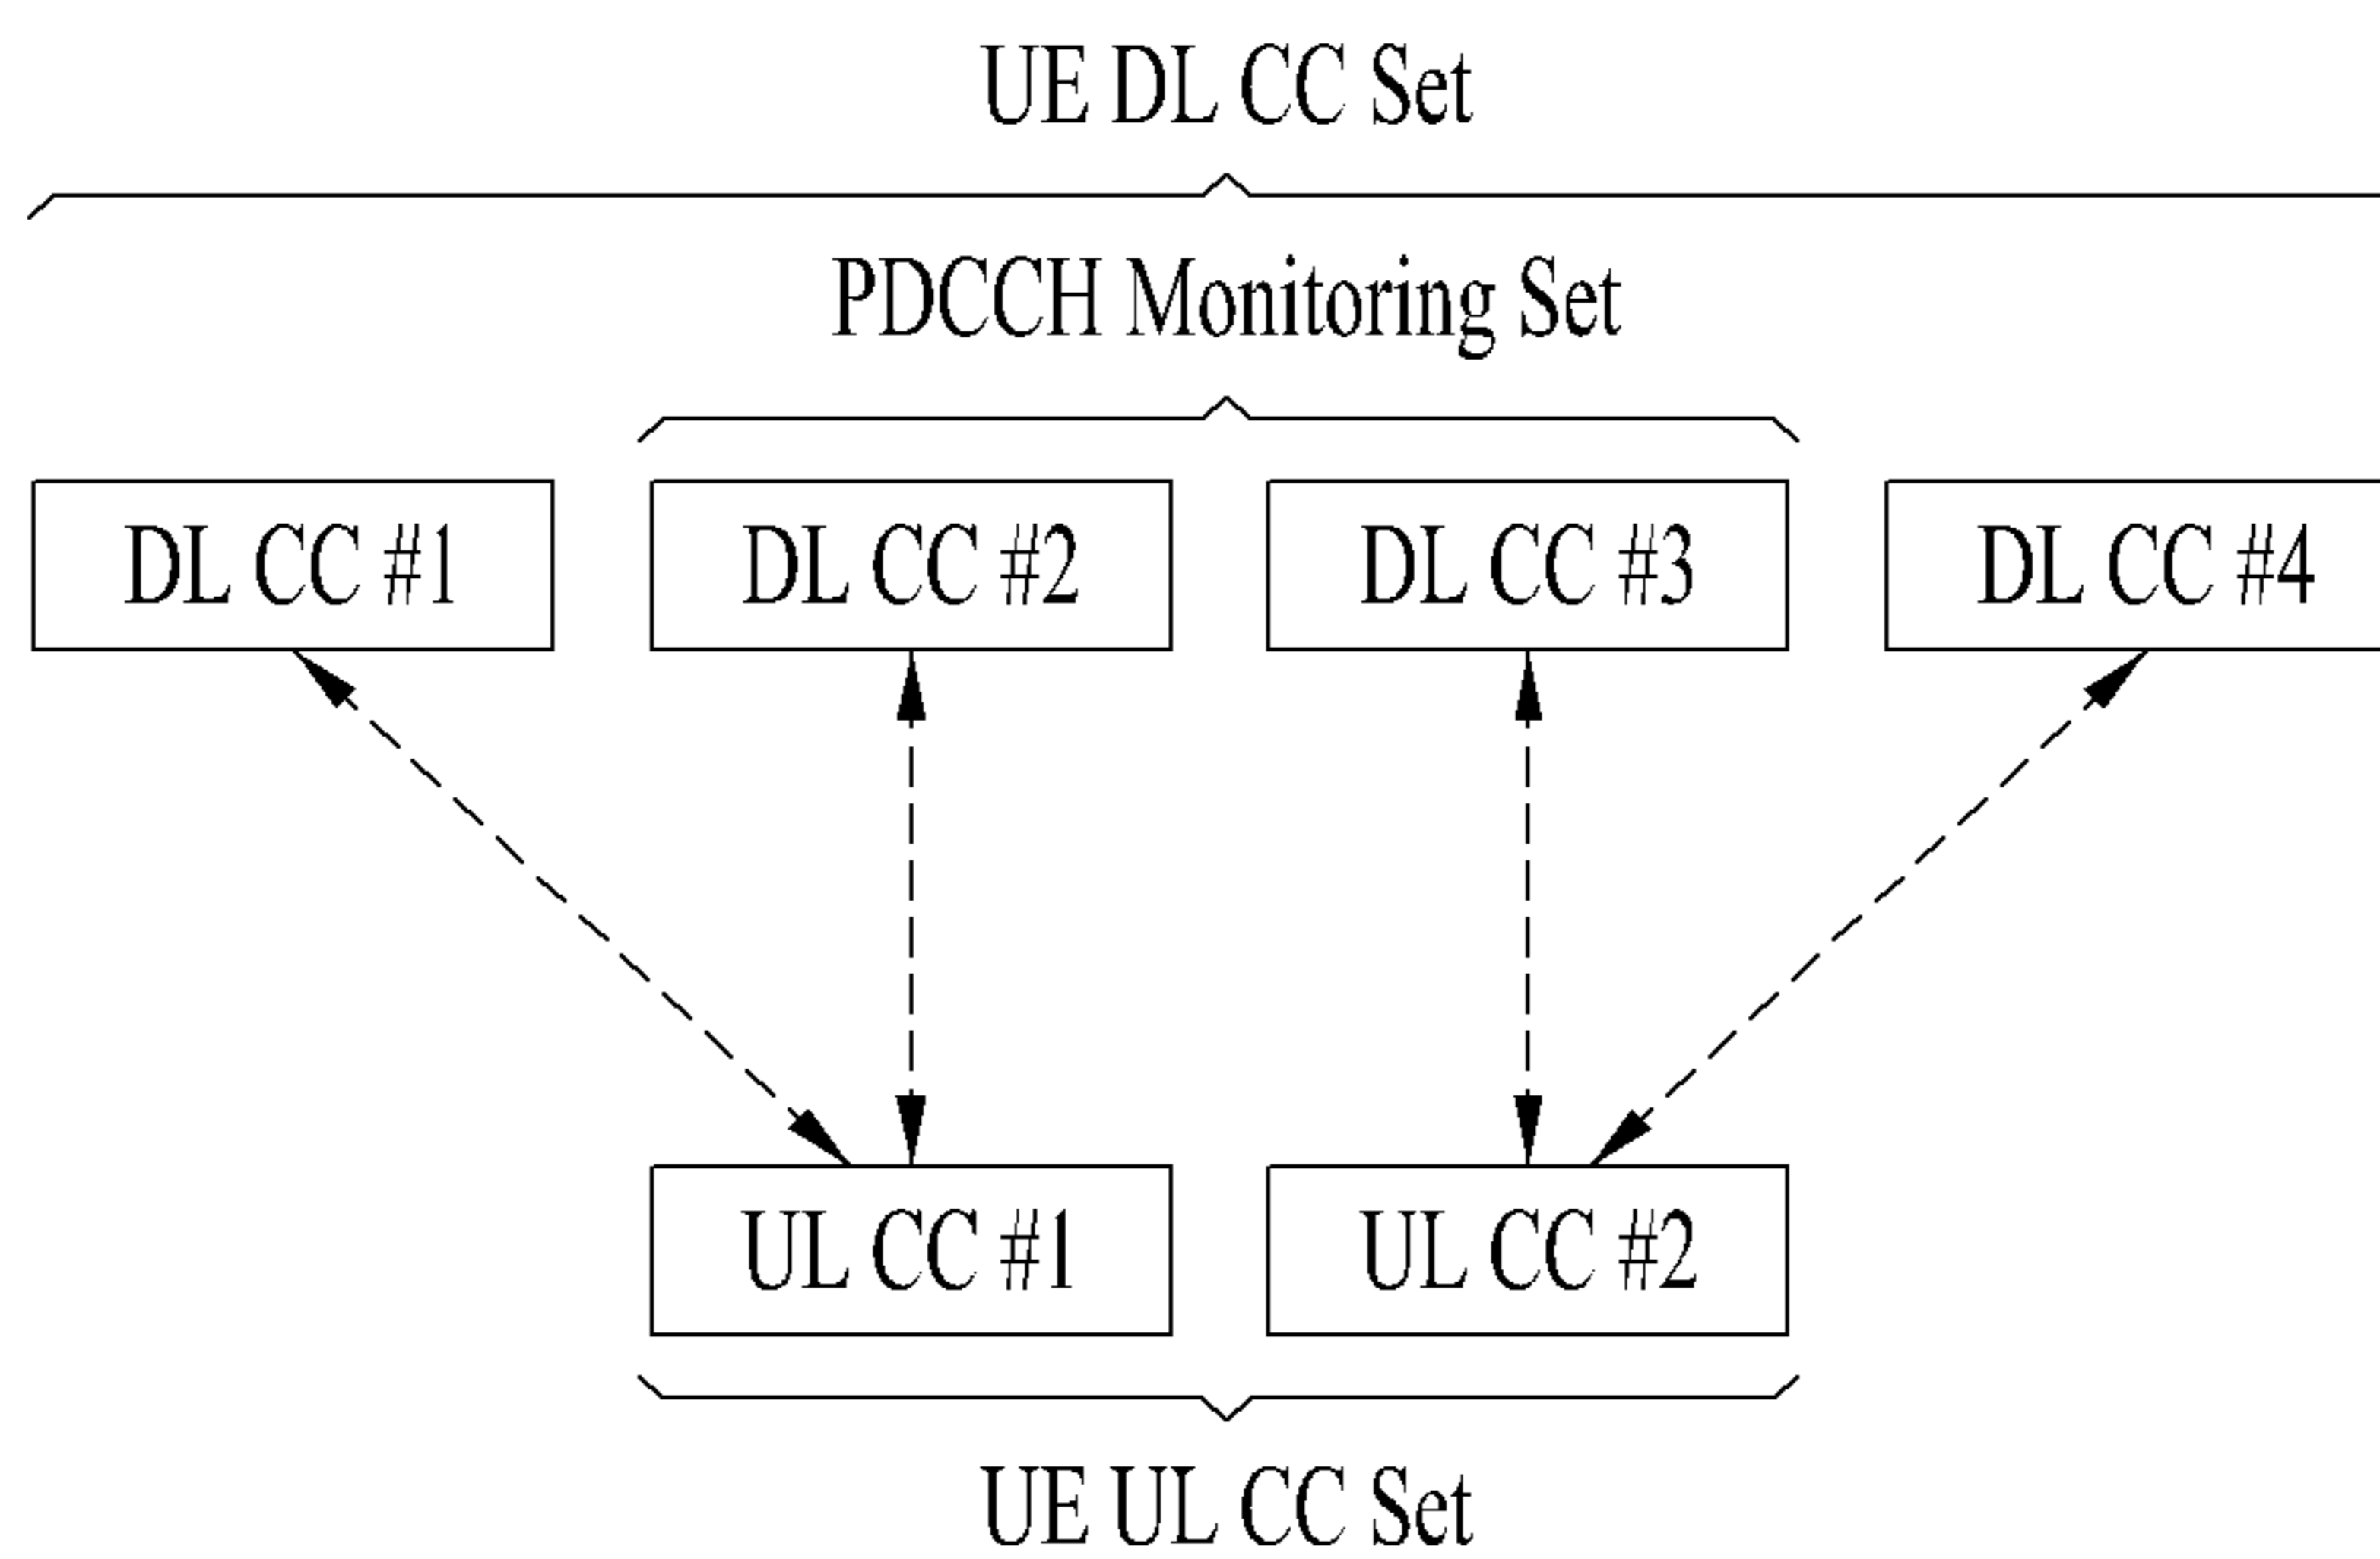 UE DL CC Set
PDCCH Monitoring Set
DL CC #1
DL CC #2
DL CC #3
DL CC #4
UL CC #1
UL CC #2
UE UL CC Set